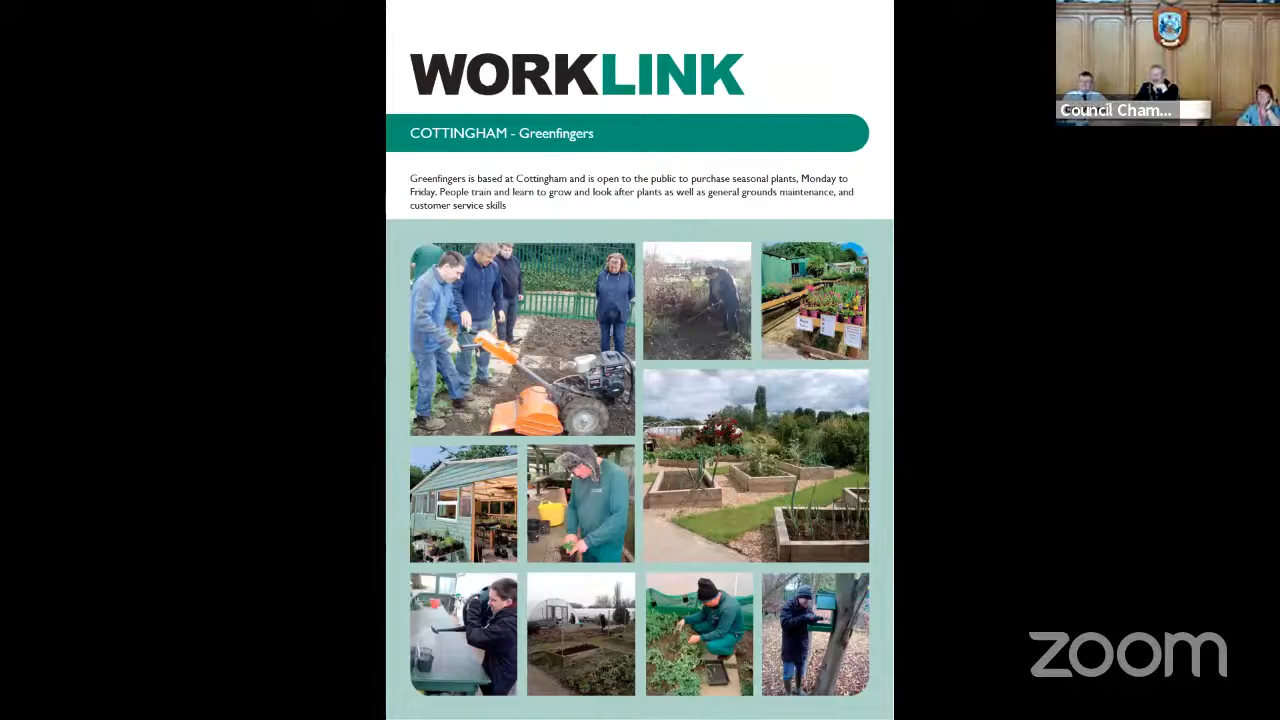 WORKLINK
COTTINGHAM - Greenfingers
Greenfingers is based at Cottingham and is open to the public to purchase seasonal plants, Monday to
Friday. People train and learn to grow and look after plants as well as general grounds maintenance, and
customer service skills
Council Cham...
zoom